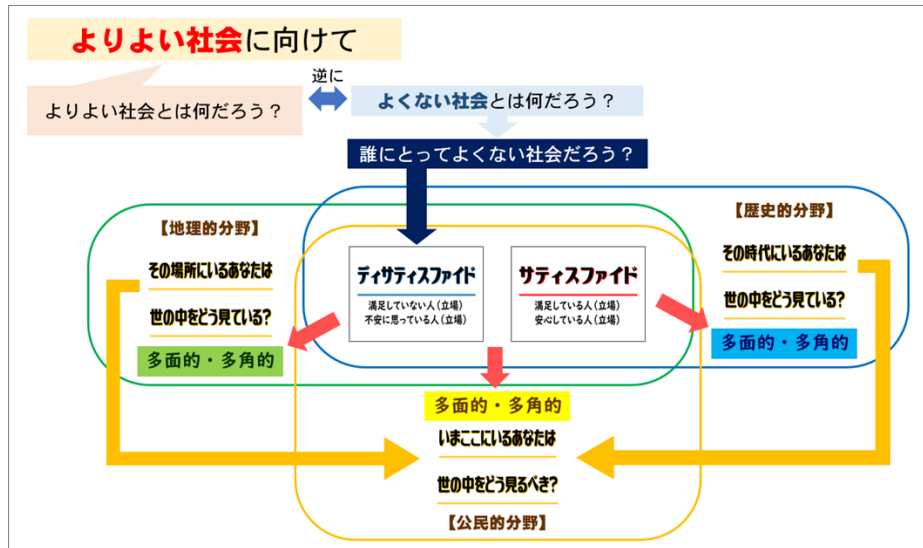 よりよい社会に向けて
逆に
よりよい社会とは何だろう？
よくない社会とは何だろう？
誰にとってよくない社会だろう？
【地理的分野】
その場所にいるあなたは
世の中をどう見ている?
多面的・多角的
ディサティスファイド
満足していない人(立場)
不安に思っている人(立場)
サティスファイド
満足している人(立場)
安心している人(立場)
【歴史的分野】
その時代にいるあなたは
世の中をどう見ている?
多面的・多角的
多面的・多角的
いまここにいるあなたは
世の中をどう見るべき?
【公民的分野】